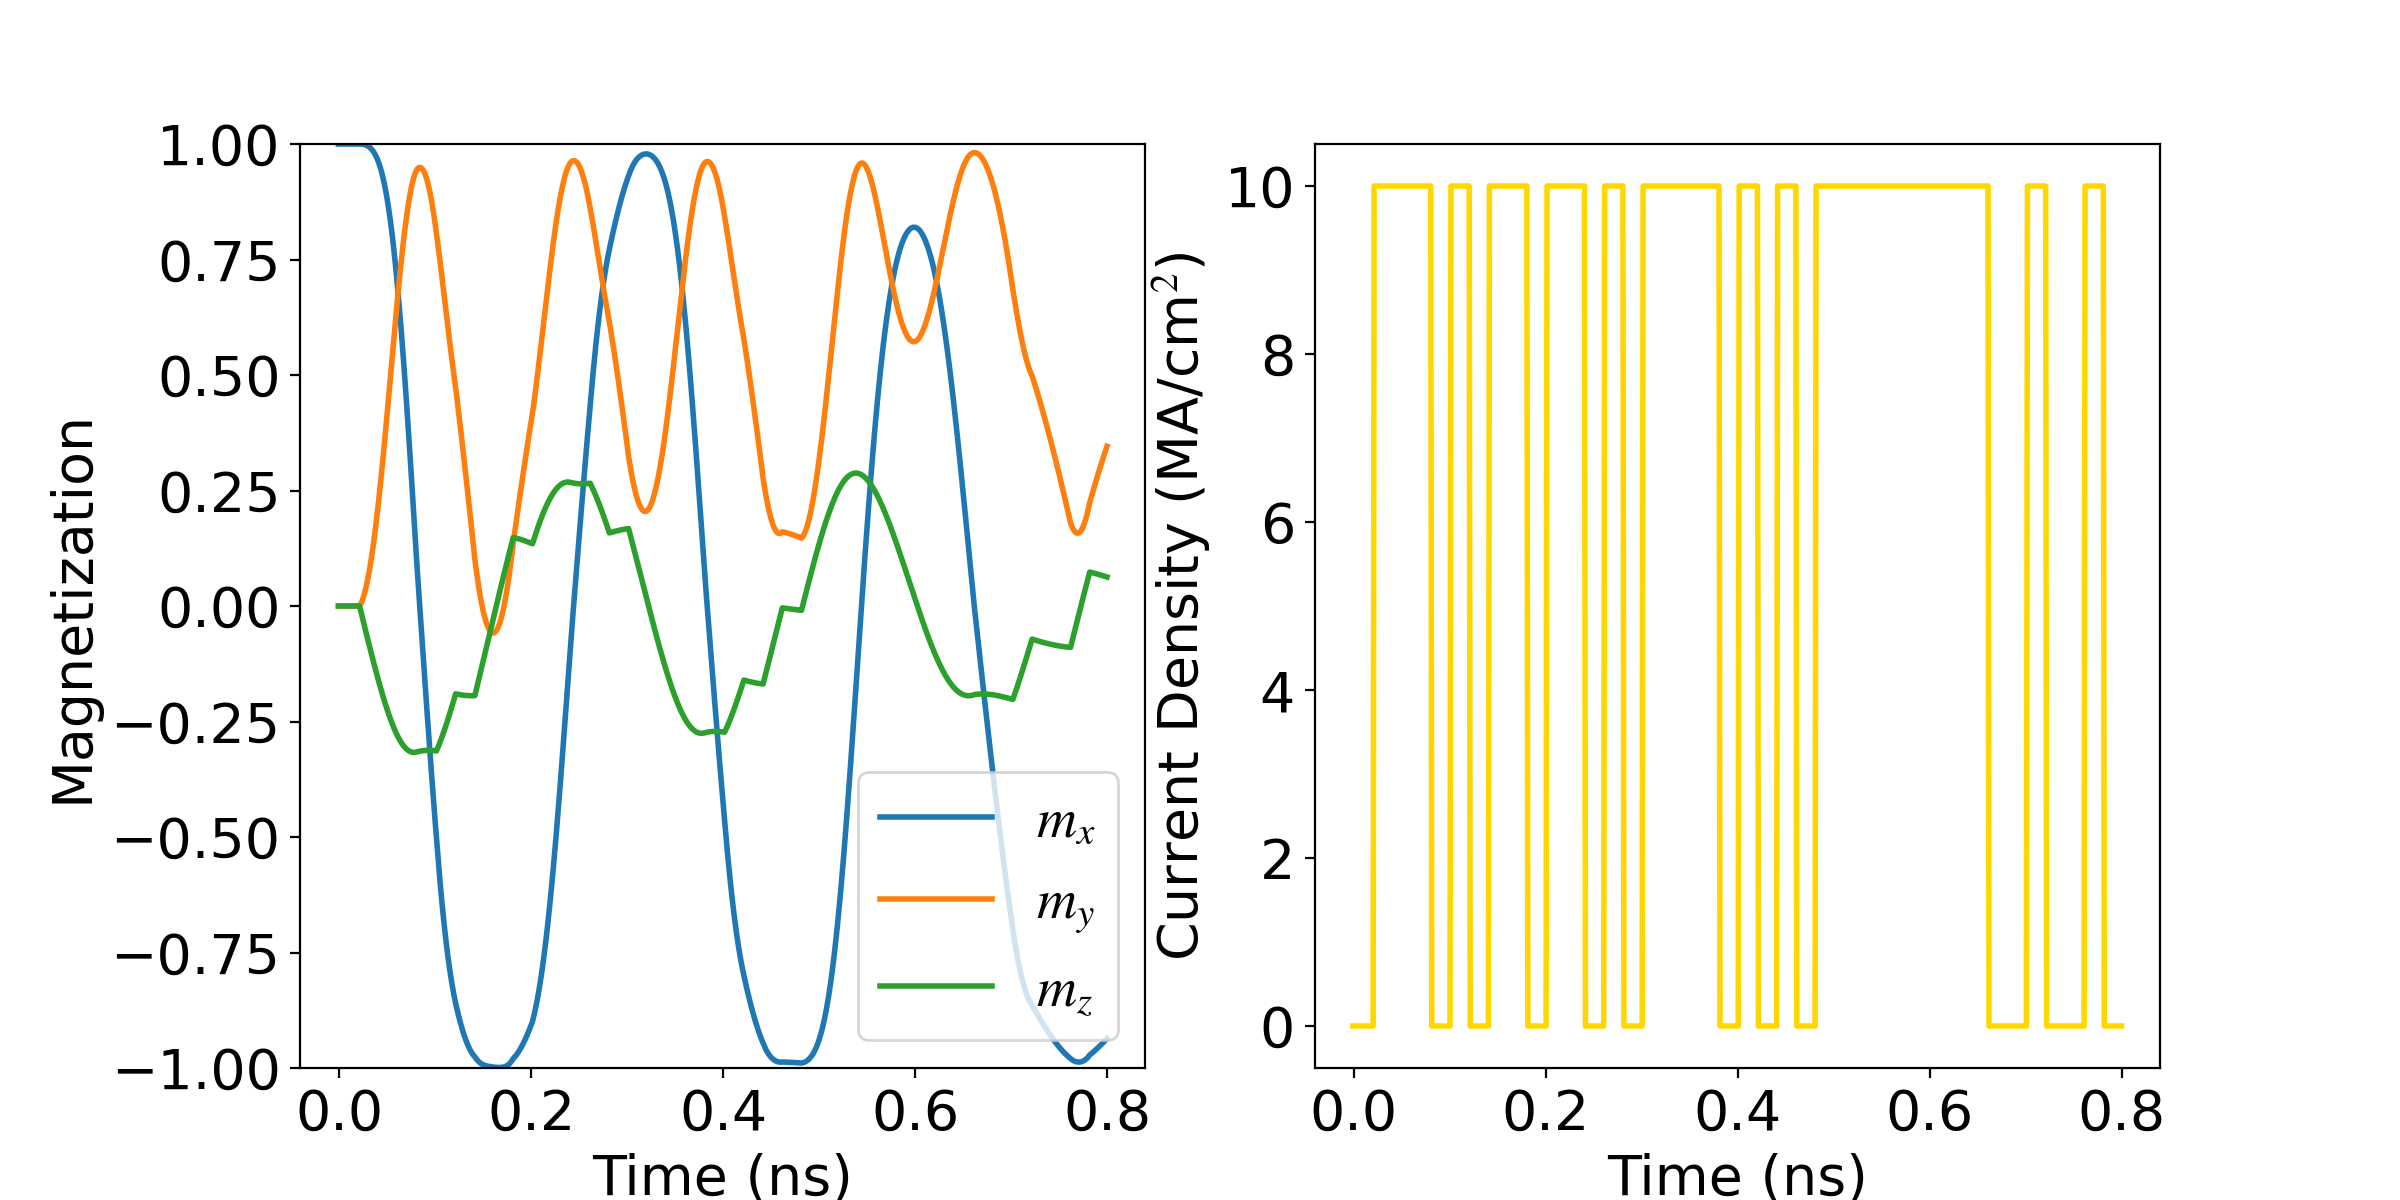 1.00
0.75
0.50
0.25
0.00
−0.25
−0.50
−0.75
−1.00
Magnetization
0.0 0.2 0.4 0.6 0.8
Time (ns)
m_x
m_y
m_z
10
8
6
4
2
0
Current Density (MA/cm²)
0.0 0.2 0.4 0.6 0.8
Time (ns)